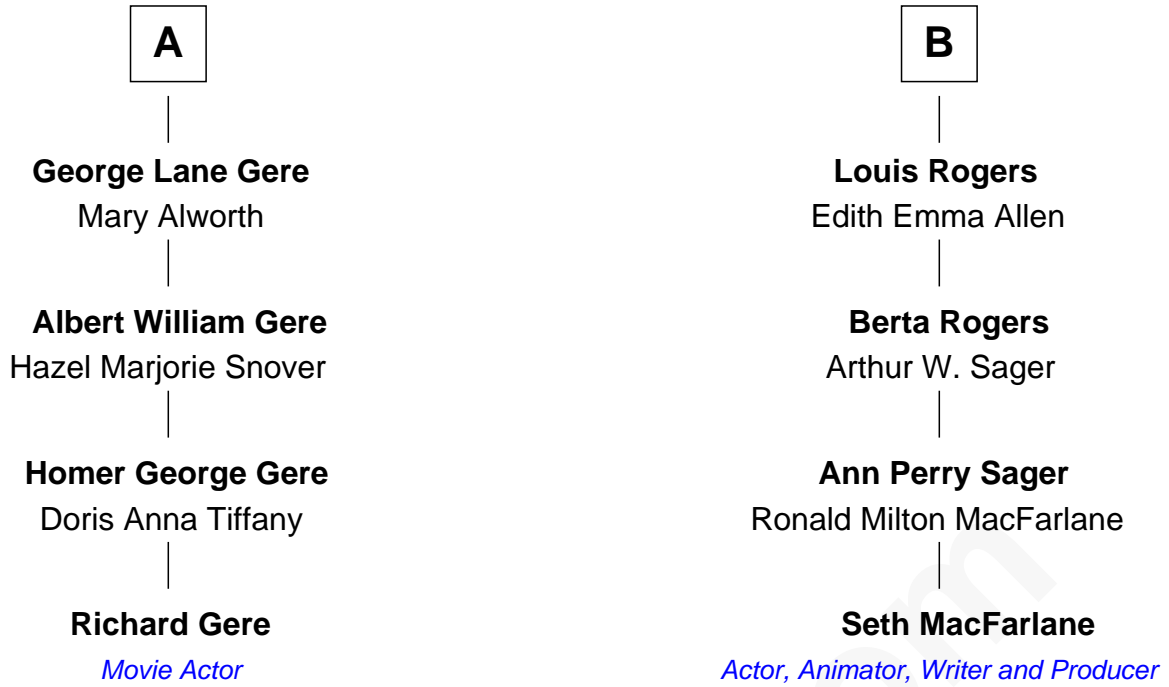 A
B
George Lane Gere
Mary Alworth
Louis Rogers
Edith Emma Allen
Albert William Gere
Hazel Marjorie Snover
Berta Rogers
Arthur W. Sager
Homer George Gere
Doris Anna Tiffany
Ann Perry Sager
Ronald Milton MacFarlane
Richard Gere
Movie Actor
Seth MacFarlane
Actor, Animator, Writer and Producer